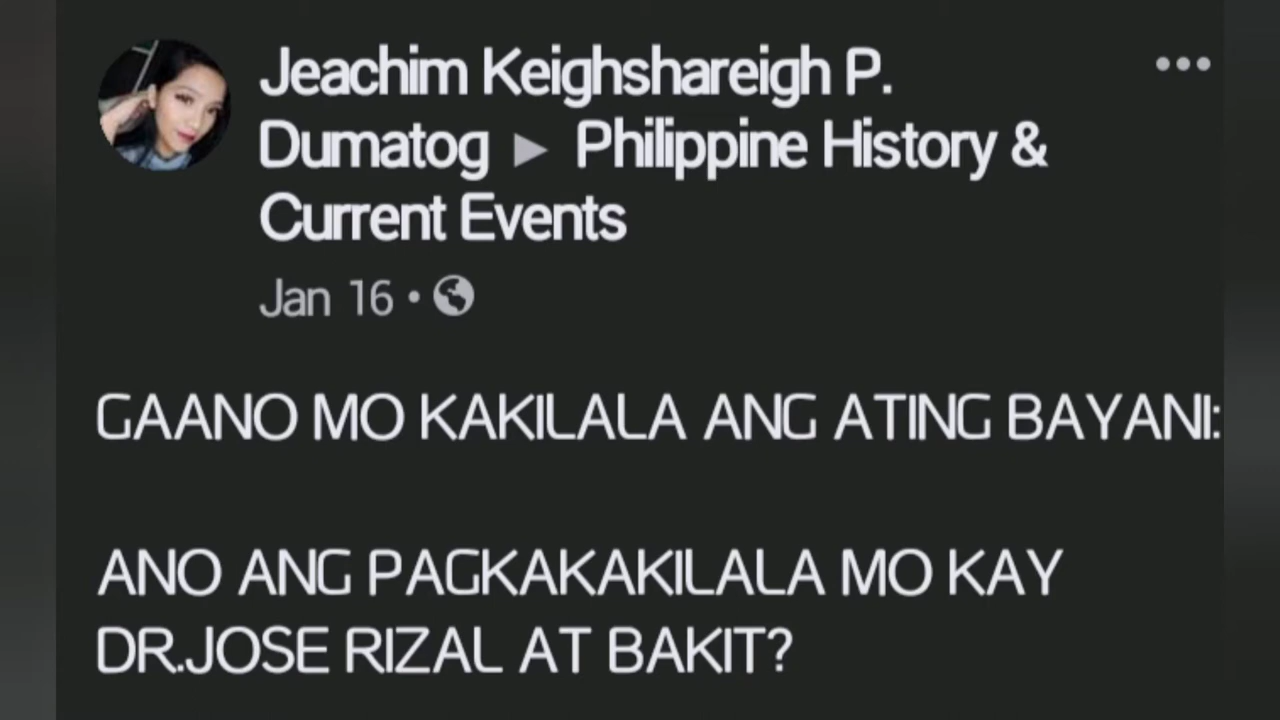 Jeachim Keighshareigh P.
Dumatog ▸ Philippine History &
Current Events
Jan 16 •
GAANO MO KAKILALA ANG ATING BAYANI:
ANO ANG PAGKAKAKILALA MO KAY
DR.JOSE RIZAL AT BAKIT?